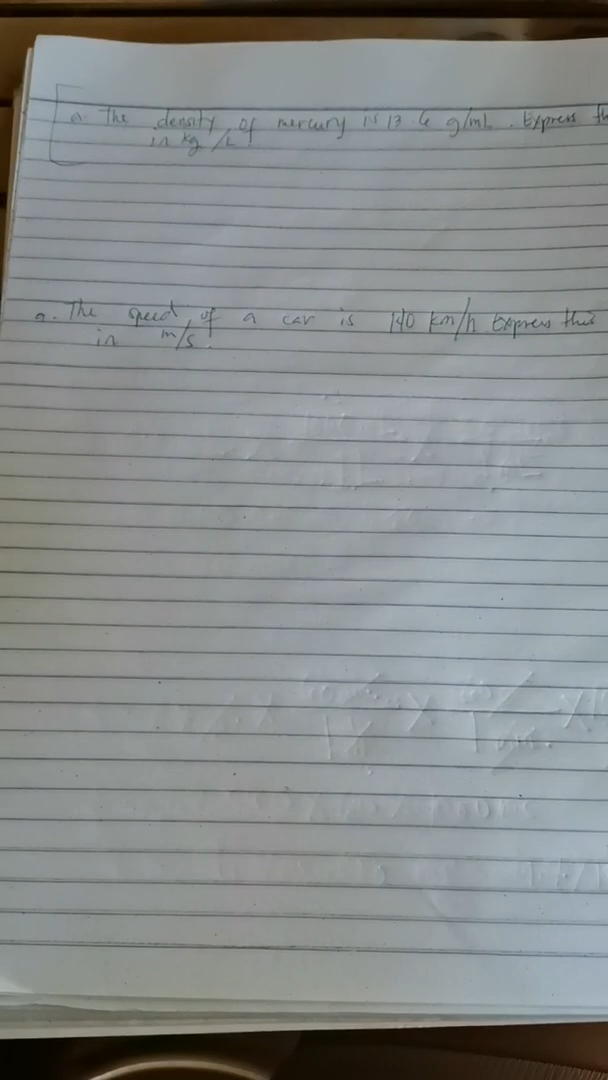 a. The density of mercury is 13.6 g/mL. Express th
in kg/L
a. The speed of a car is 140 km/h Express this
in m/s.